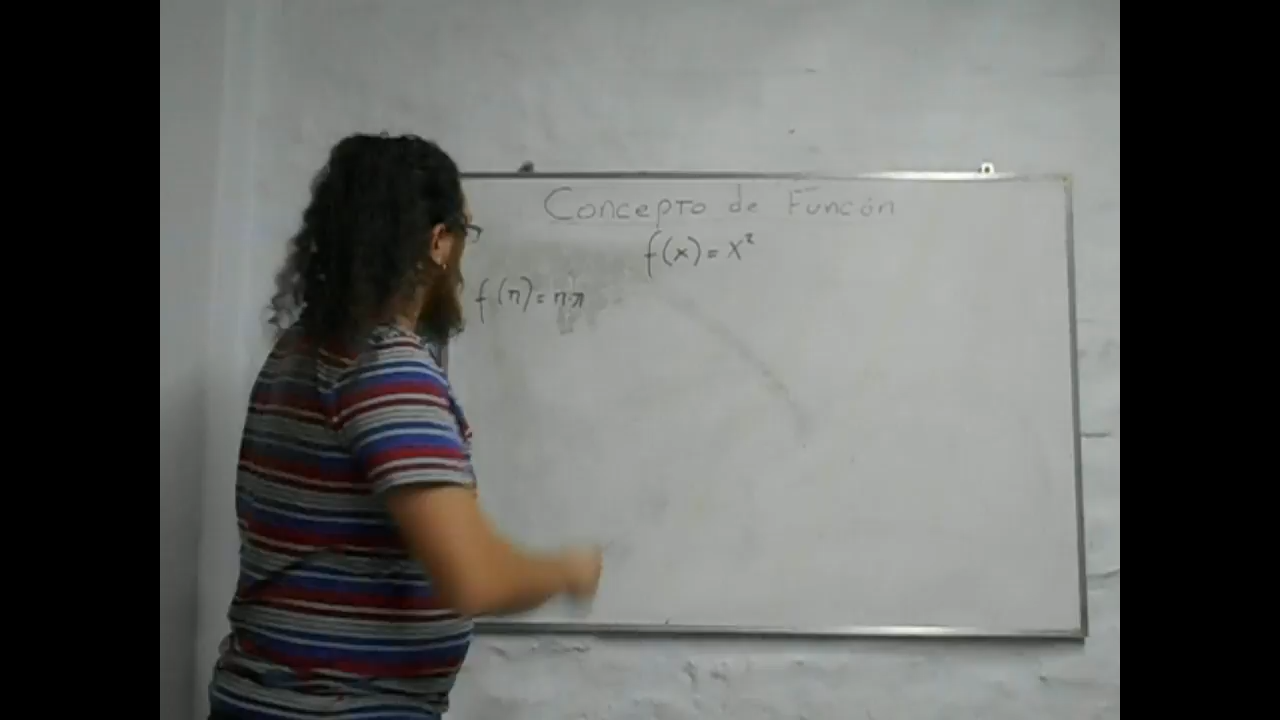 Concepto de Funcón
f(x) = x²
f(π) = π·π